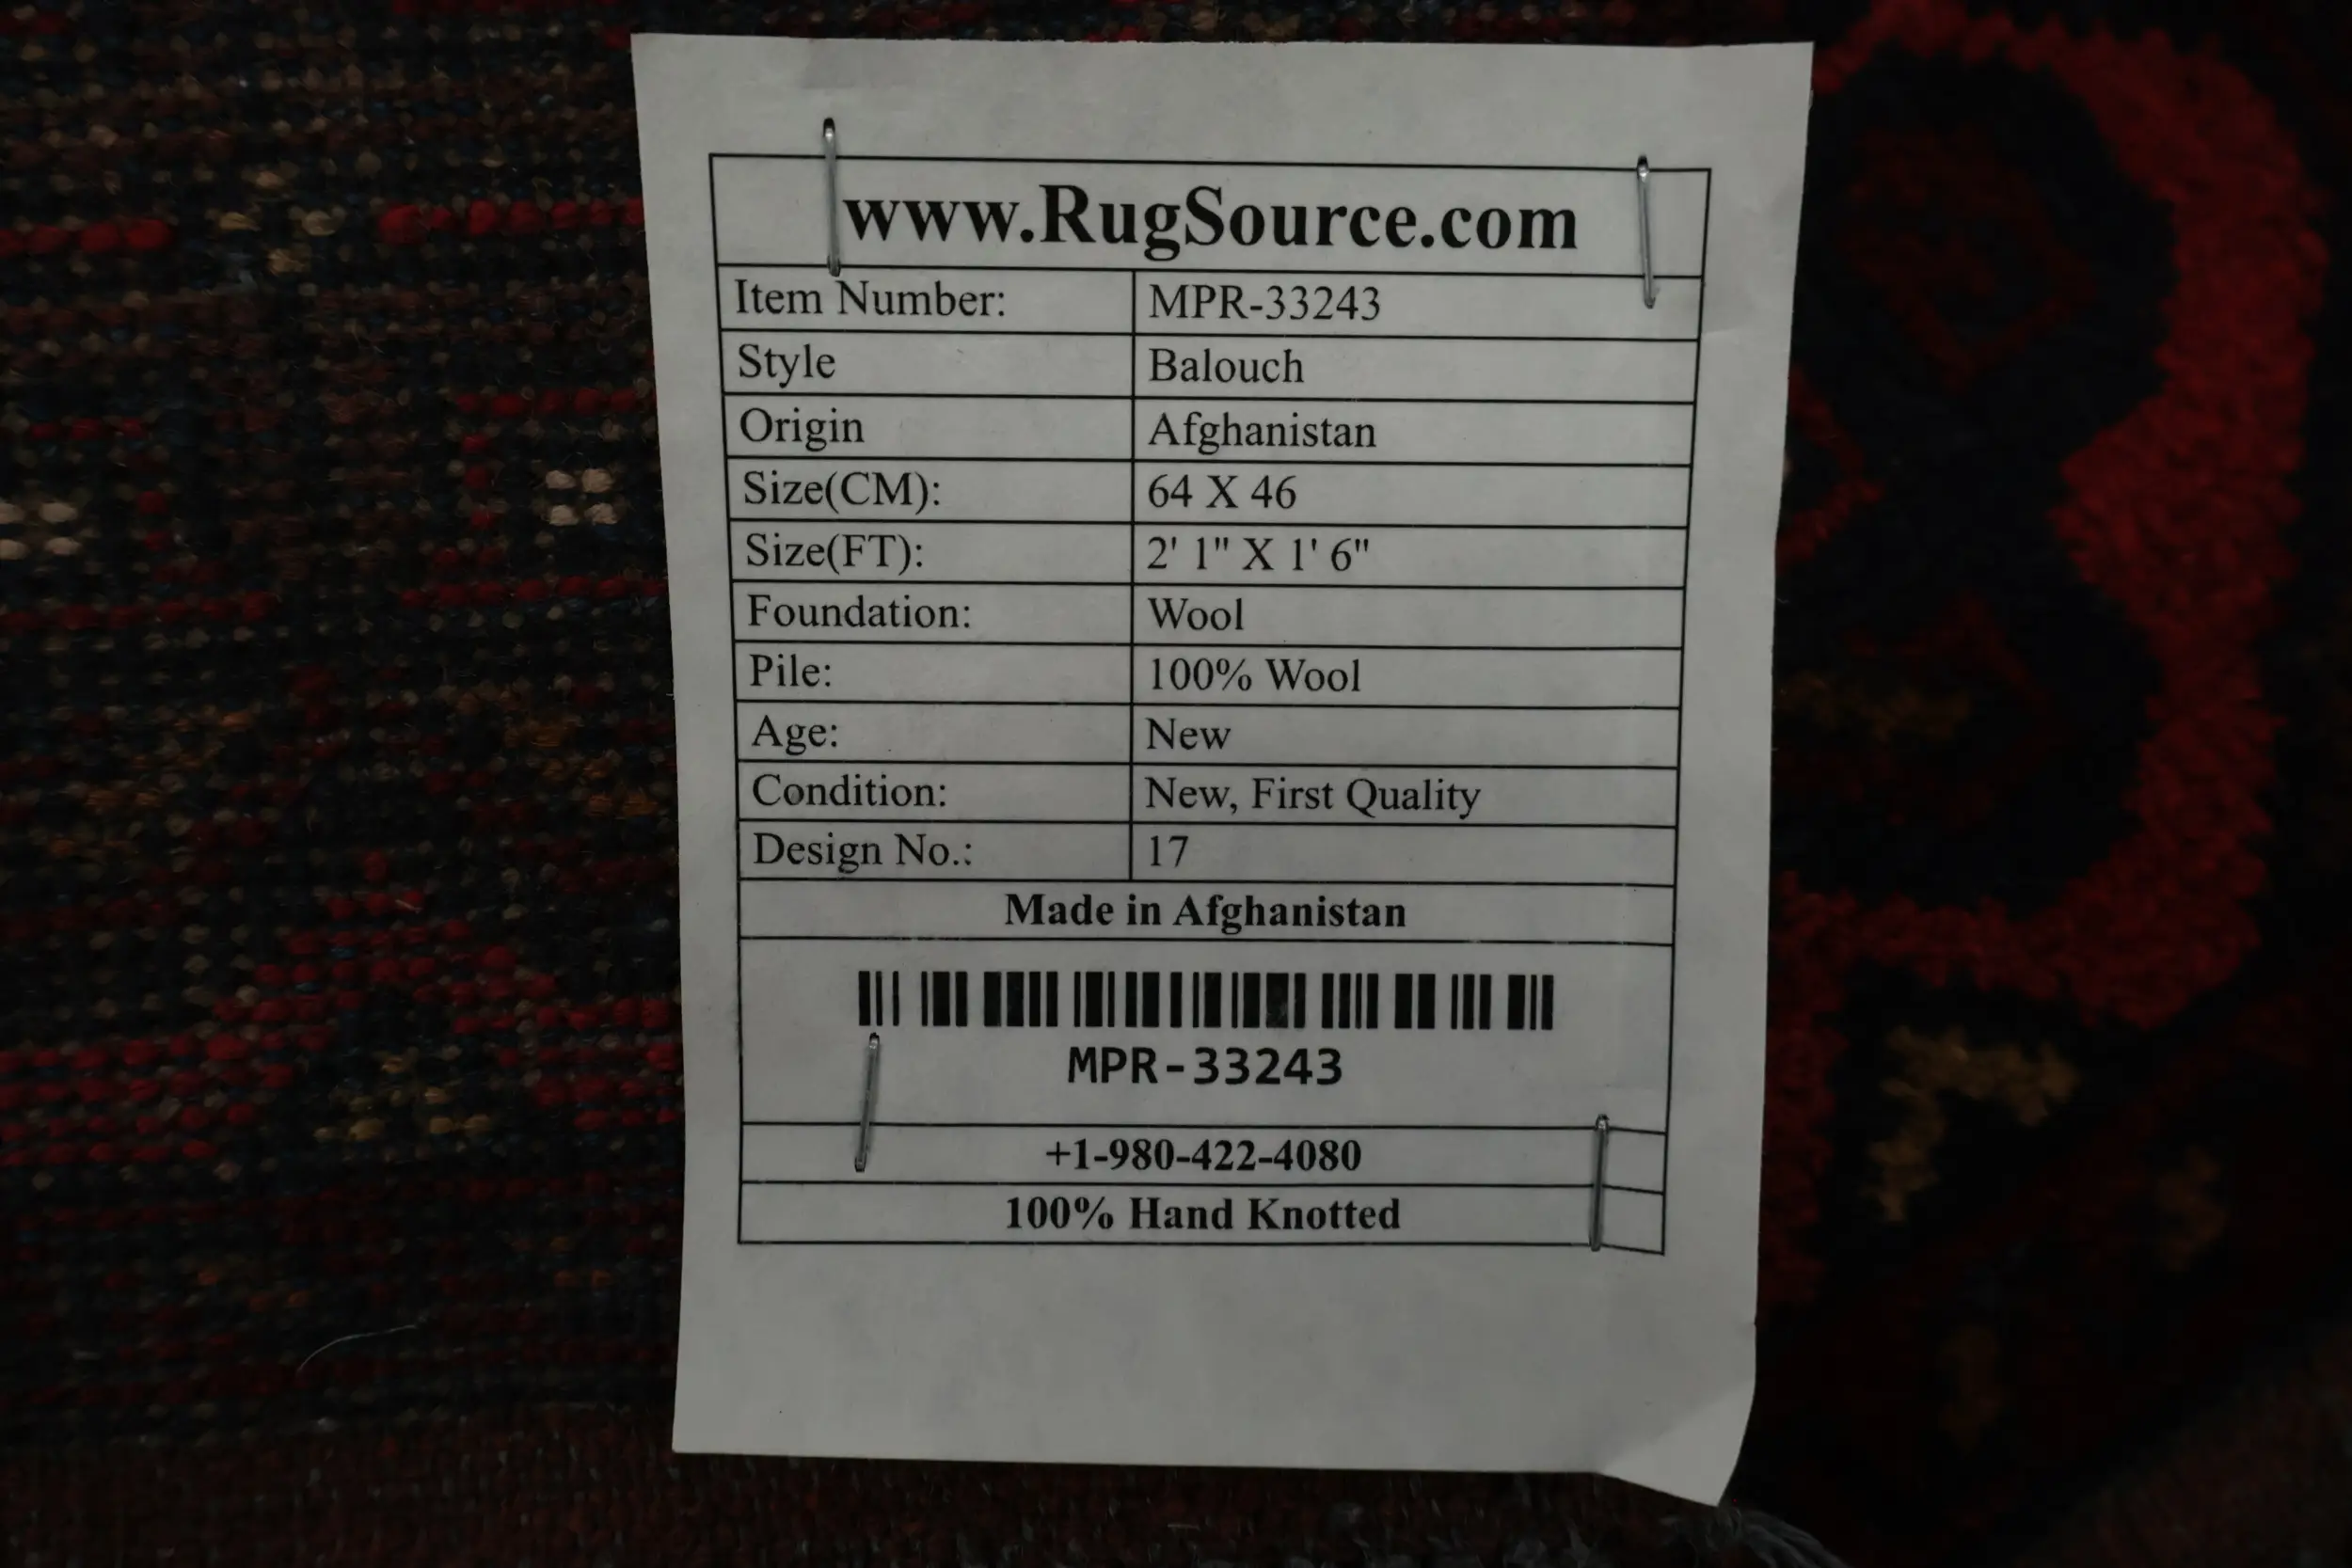 www.RugSource.com
Item Number: MPR-33243
Style Balouch
Origin Afghanistan
Size(CM): 64 X 46
Size(FT): 2' 1" X 1' 6"
Foundation: Wool
Pile: 100% Wool
Age: New
Condition: New, First Quality
Design No.: 17
Made in Afghanistan
MPR-33243
+1-980-422-4080
100% Hand Knotted